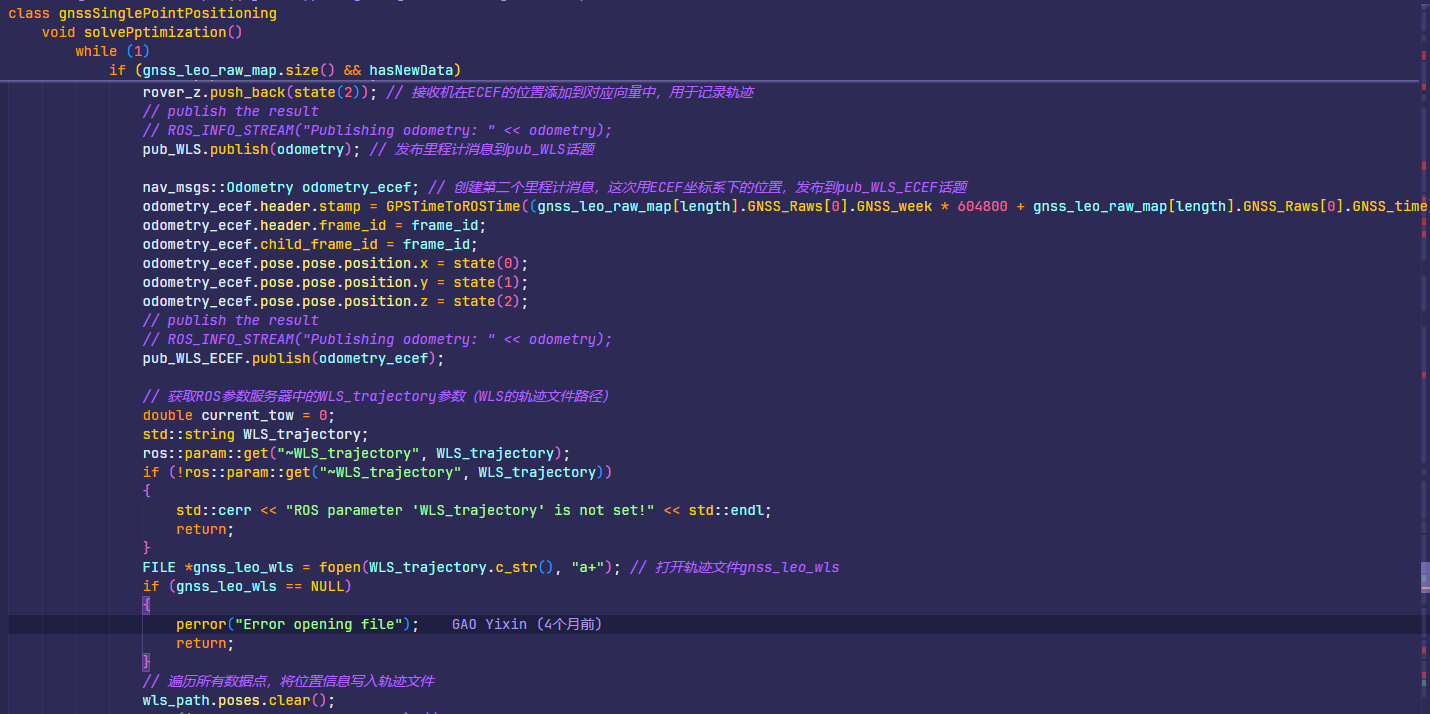 class gnssSinglePointPositioning
void solvePptimization()
while (1)
if (gnss_leo_raw_map.size() && hasNewData)
rover_z.push_back(state(2)); // 接收机在ECEF的位置添加到对应向量中，用于记录轨迹
// publish the result
// ROS_INFO_STREAM("Publishing odometry: " << odometry);
pub_WLS.publish(odometry); // 发布里程计消息到pub_WLS话题
nav_msgs::Odometry odometry_ecef; // 创建第二个里程计消息，这次用ECEF坐标系下的位置，发布到pub_WLS_ECEF话题
odometry_ecef.header.stamp = GPSTimeToROSTime((gnss_leo_raw_map[length].GNSS_Raws[0].GNSS_week * 604800 + gnss_leo_raw_map[length].GNSS_Raws[0].GNSS_time
odometry_ecef.header.frame_id = frame_id;
odometry_ecef.child_frame_id = frame_id;
odometry_ecef.pose.pose.position.x = state(0);
odometry_ecef.pose.pose.position.y = state(1);
odometry_ecef.pose.pose.position.z = state(2);
// publish the result
// ROS_INFO_STREAM("Publishing odometry: " << odometry);
pub_WLS_ECEF.publish(odometry_ecef);
// 获取ROS参数服务器中的WLS_trajectory参数（WLS的轨迹文件路径）
double current_tow = 0;
std::string WLS_trajectory;
ros::param::get("~WLS_trajectory", WLS_trajectory);
if (!ros::param::get("~WLS_trajectory", WLS_trajectory))
{
std::cerr << "ROS parameter 'WLS_trajectory' is not set!" << std::endl;
return;
}
FILE *gnss_leo_wls = fopen(WLS_trajectory.c_str(), "a+"); // 打开轨迹文件gnss_leo_wls
if (gnss_leo_wls == NULL)
{
perror("Error opening file"); GAO Yixin (4个月前)
return;
}
// 遍历所有数据点，将位置信息写入轨迹文件
wls_path.poses.clear();